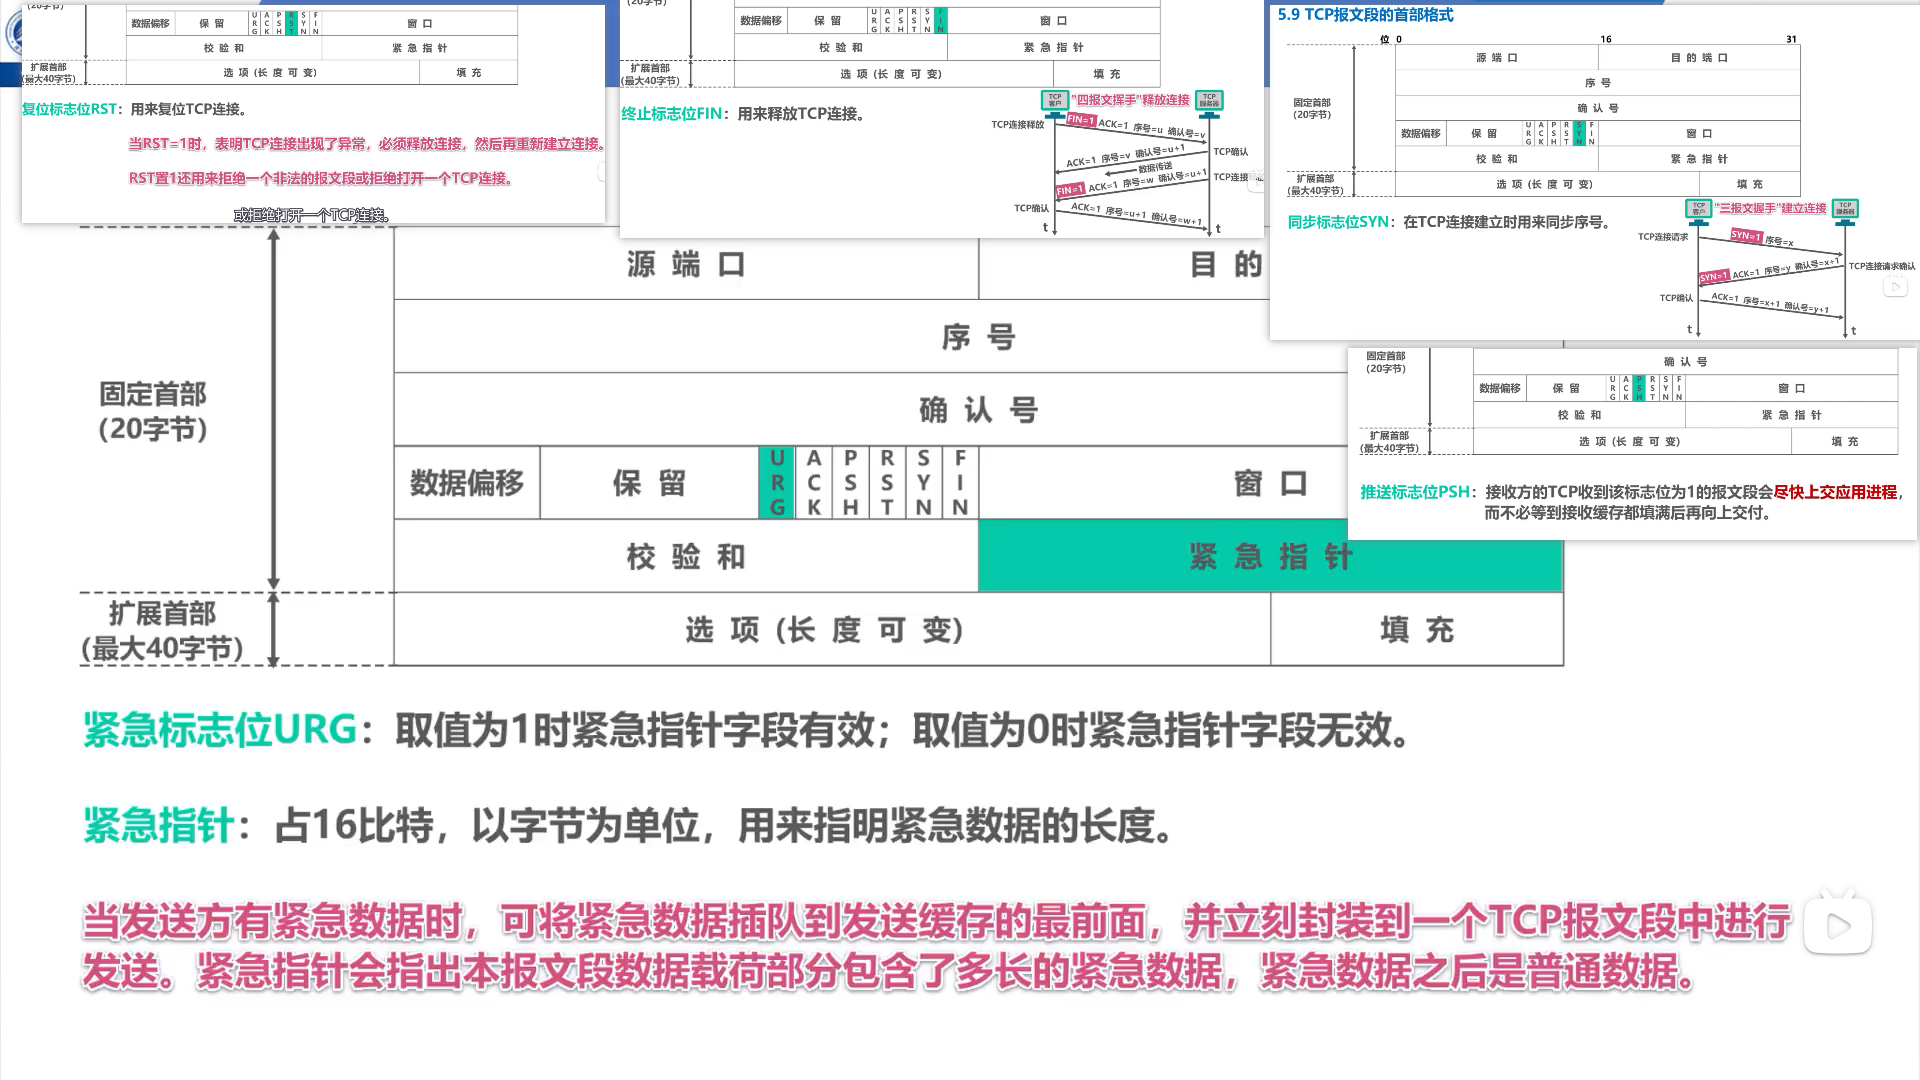 (20字节)
数据偏移 保 留 URG ACK PSH RST SYN FIN 窗 口
校 验 和 紧 急 指 针
扩展首部
(最大40字节)
选 项 (长 度 可 变) 填 充
复位标志位RST：用来复位TCP连接。
当RST=1时，表明TCP连接出现了异常，必须释放连接，然后再重新建立连接。
RST置1还用来拒绝一个非法的报文段或拒绝打开一个TCP连接。
或拒绝打开一个TCP连接。
(20字节)
数据偏移 保 留 URG ACK PSH RST SYN FIN 窗 口
校 验 和 紧 急 指 针
扩展首部
(最大40字节)
选 项 (长 度 可 变) 填 充
终止标志位FIN：用来释放TCP连接。
TCP客户 “四报文挥手”释放连接 TCP服务器
TCP连接释放
FIN=1 ACK=1 序号=u 确认号=v
ACK=1 序号=v 确认号=u+1
TCP确认
数据传送
FIN=1 ACK=1 序号=w 确认号=u+1
TCP连接
TCP确认
ACK=1 序号=u+1 确认号=w+1
t t
5.9 TCP报文段的首部格式
位 0 16 31
源 端 口 目 的 端 口
序 号
固定首部
(20字节)
确 认 号
数据偏移 保 留 URG ACK PSH RST SYN FIN 窗 口
校 验 和 紧 急 指 针
扩展首部
(最大40字节)
选 项 (长 度 可 变) 填 充
同步标志位SYN：在TCP连接建立时用来同步序号。
TCP客户 “三报文握手”建立连接 TCP服务器
TCP连接请求
SYN=1 序号=x
SYN=1 ACK=1 序号=y 确认号=x+1
TCP连接请求确认
TCP确认
ACK=1 序号=x+1 确认号=y+1
t t
固定首部
(20字节)
确 认 号
数据偏移 保 留 URG ACK PSH RST SYN FIN 窗 口
校 验 和 紧 急 指 针
扩展首部
(最大40字节)
选 项 (长 度 可 变) 填 充
推送标志位PSH：接收方的TCP收到该标志位为1的报文段会尽快上交应用进程，
而不必等到接收缓存都填满后再向上交付。
源 端 口 目 的
序 号
固定首部
(20字节)
确 认 号
数据偏移 保 留 URG ACK PSH RST SYN FIN 窗 口
校 验 和 紧 急 指 针
扩展首部
(最大40字节)
选 项 (长 度 可 变) 填 充
紧急标志位URG：取值为1时紧急指针字段有效；取值为0时紧急指针字段无效。
紧急指针：占16比特，以字节为单位，用来指明紧急数据的长度。
当发送方有紧急数据时，可将紧急数据插队到发送缓存的最前面，并立刻封装到一个TCP报文段中进行
发送。紧急指针会指出本报文段数据载荷部分包含了多长的紧急数据，紧急数据之后是普通数据。